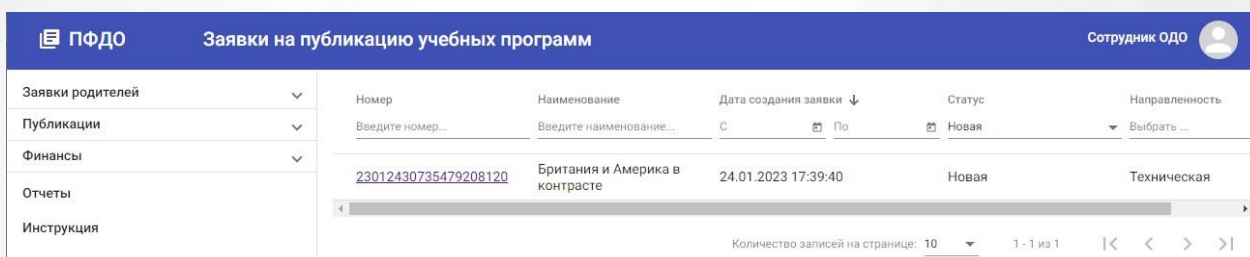 ПФДО
Заявки на публикацию учебных программ
Сотрудник ОДО
Заявки родителей
Публикации
Финансы
Отчеты
Инструкция
Номер Наименование Дата создания заявки Статус Направленность
Введите номер... Введите наименование... С По Новая Выбрать ...
23012430735479208120 Британия и Америка в контрасте 24.01.2023 17:39:40 Новая Техническая
Количество записей на странице: 10 1 - 1 из 1